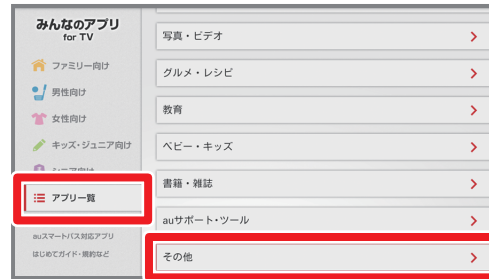 みんなのアプリ
for TV
ファミリー向け
男性向け
女性向け
キッズ・ジュニア向け
アプリ一覧
auスマートパス対応アプリ
はじめてガイド・規約など
写真・ビデオ
グルメ・レシピ
教育
ベビー・キッズ
書籍・雑誌
auサポート・ツール
その他